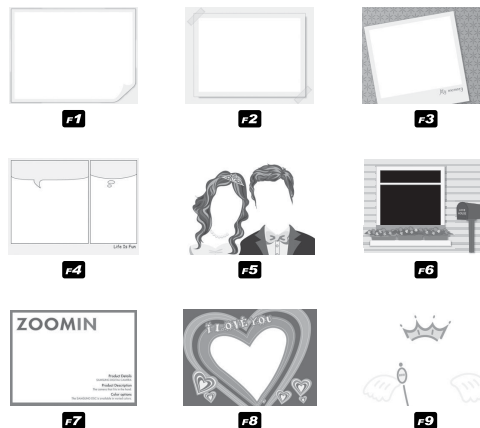 My memory
F1
F2
F3
Life Is Fun
F4
F5
F6
ZOOMIN
Product Details
Product Description
Color options
F7
I LOVE YOU
F8
F9